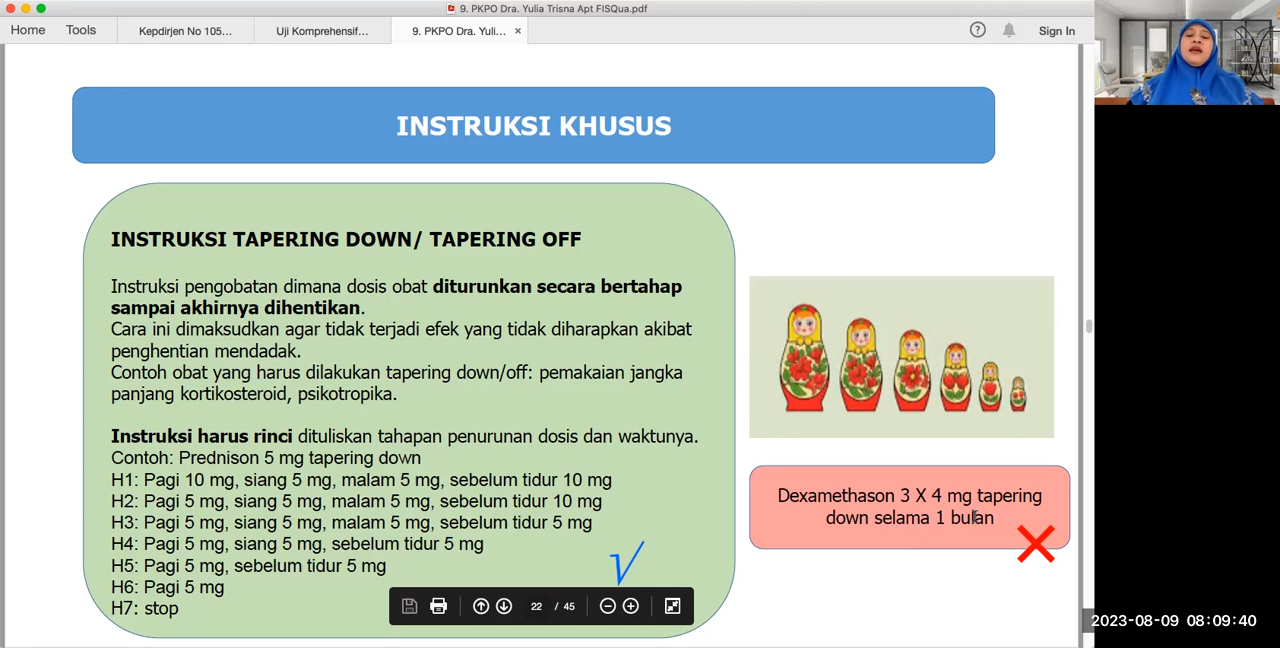 9. PKPO Dra. Yulia Trisna Apt FISQua.pdf
Home Tools Kepdirjen No 105... Uji Komprehensif... 9. PKPO Dra. Yuli... × ? Sign In
INSTRUKSI KHUSUS
INSTRUKSI TAPERING DOWN/ TAPERING OFF
Instruksi pengobatan dimana dosis obat diturunkan secara bertahap
sampai akhirnya dihentikan.
Cara ini dimaksudkan agar tidak terjadi efek yang tidak diharapkan akibat
penghentian mendadak.
Contoh obat yang harus dilakukan tapering down/off: pemakaian jangka
panjang kortikosteroid, psikotropika.
Instruksi harus rinci dituliskan tahapan penurunan dosis dan waktunya.
Contoh: Prednison 5 mg tapering down
H1: Pagi 10 mg, siang 5 mg, malam 5 mg, sebelum tidur 10 mg
H2: Pagi 5 mg, siang 5 mg, malam 5 mg, sebelum tidur 10 mg
H3: Pagi 5 mg, siang 5 mg, malam 5 mg, sebelum tidur 5 mg
H4: Pagi 5 mg, siang 5 mg, sebelum tidur 5 mg
H5: Pagi 5 mg, sebelum tidur 5 mg
H6: Pagi 5 mg
H7: stop
Dexamethason 3 X 4 mg tapering
down selama 1 bulan
22 / 45
2023-08-09 08:09:40